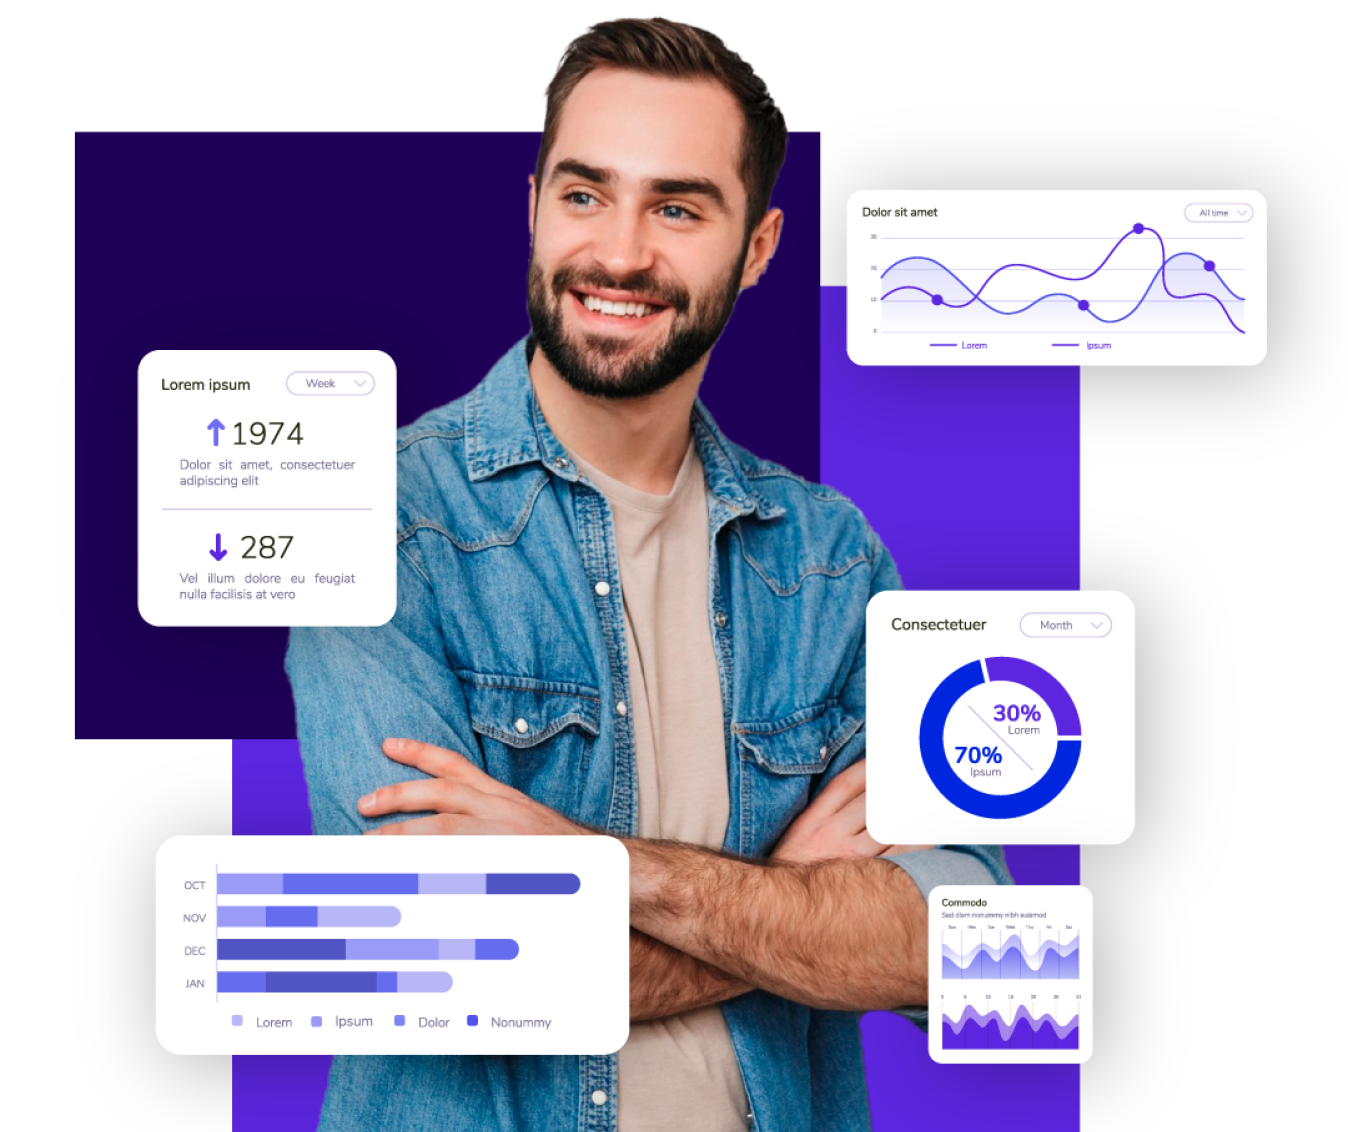 Dolor sit amet
All time
30
20
10
0
Lorem
Ipsum
Lorem ipsum
Week
1974
Dolor sit amet, consectetuer
adipiscing elit
287
Vel illum dolore eu feugiat
nulla facilisis at vero
Consectetuer
Month
30%
Lorem
70%
Ipsum
OCT
NOV
DEC
JAN
Lorem Ipsum Dolor Nonummy
Commodo
Sed diam nonummy nibh euismod